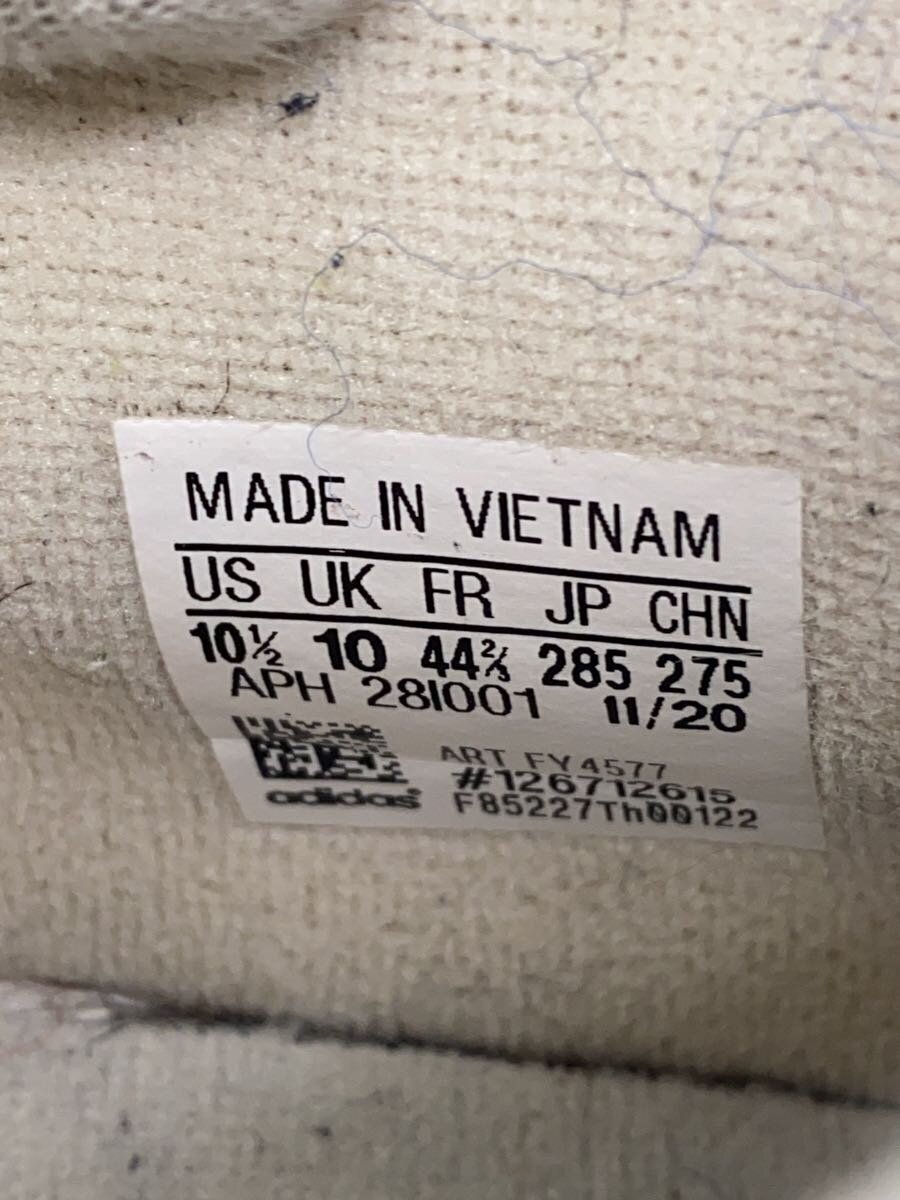 MADE IN VIETNAM
US UK FR JP CHN
10½ 10 44⅔ 285 275
APH 28I001 11/20
ART FY4577
#126712615
adidas F85227Th00122